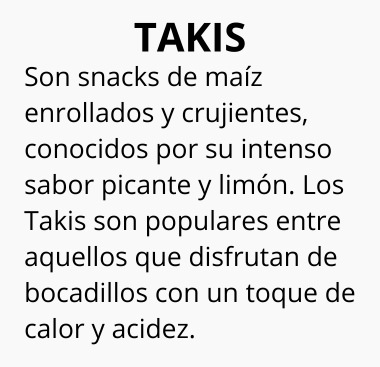 TAKIS
Son snacks de maíz
enrollados y crujientes,
conocidos por su intenso
sabor picante y limón. Los
Takis son populares entre
aquellos que disfrutan de
bocadillos con un toque de
calor y acidez.